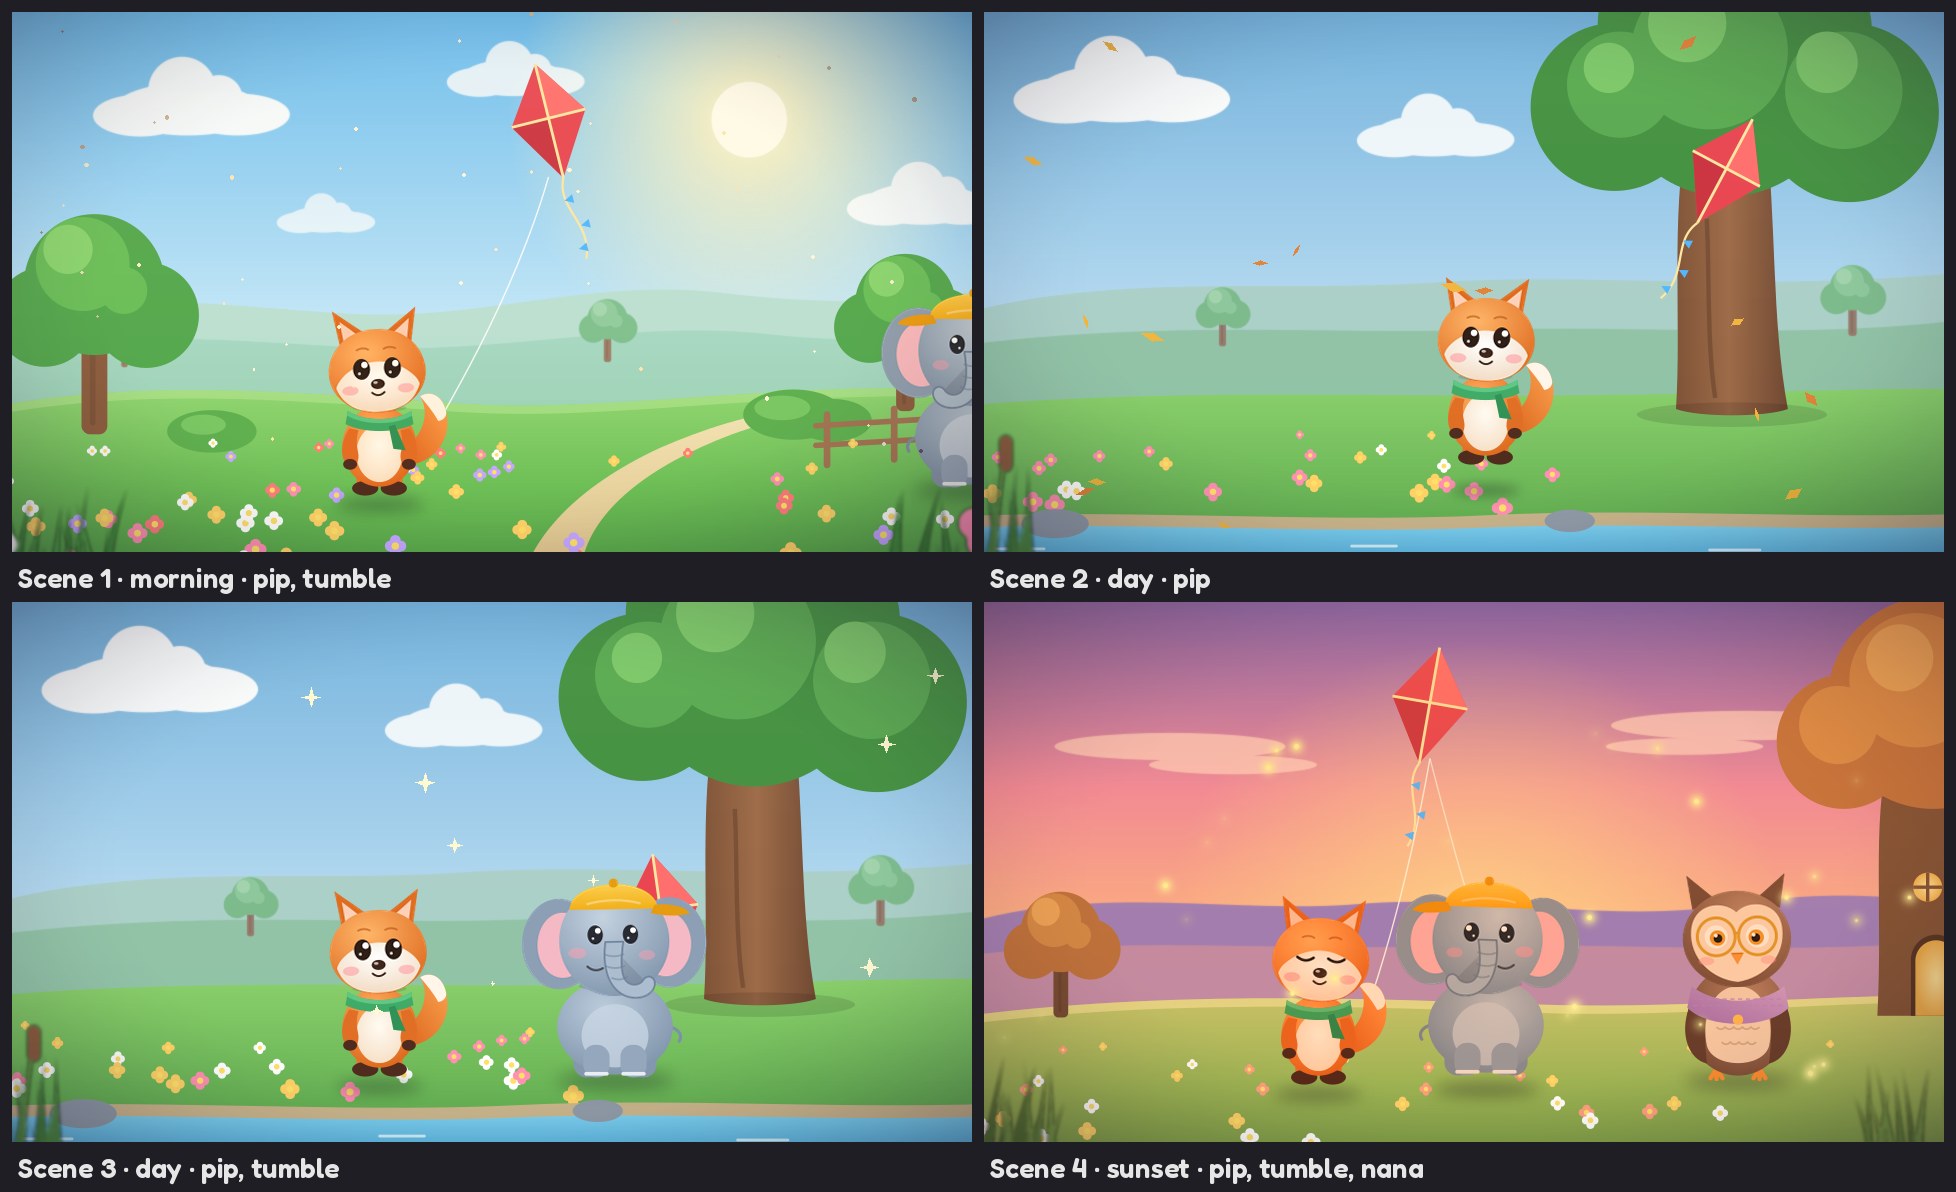 Scene 1 · morning · pip, tumble
Scene 2 · day · pip
Scene 3 · day · pip, tumble
Scene 4 · sunset · pip, tumble, nana